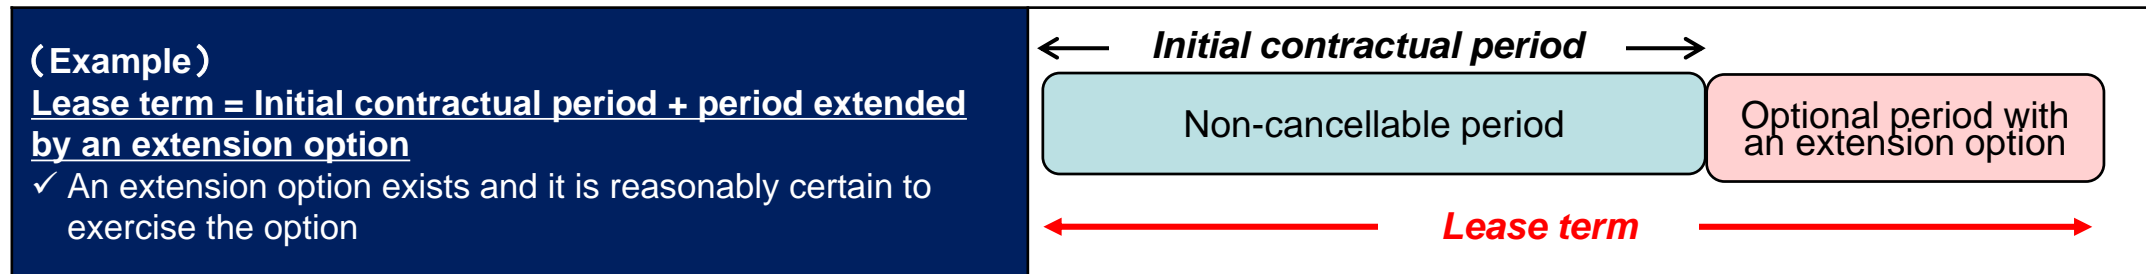 （Example）
Lease term = Initial contractual period + period extended
by an extension option
✓ An extension option exists and it is reasonably certain to
exercise the option
Initial contractual period
Non-cancellable period
Optional period with
an extension option
Lease term